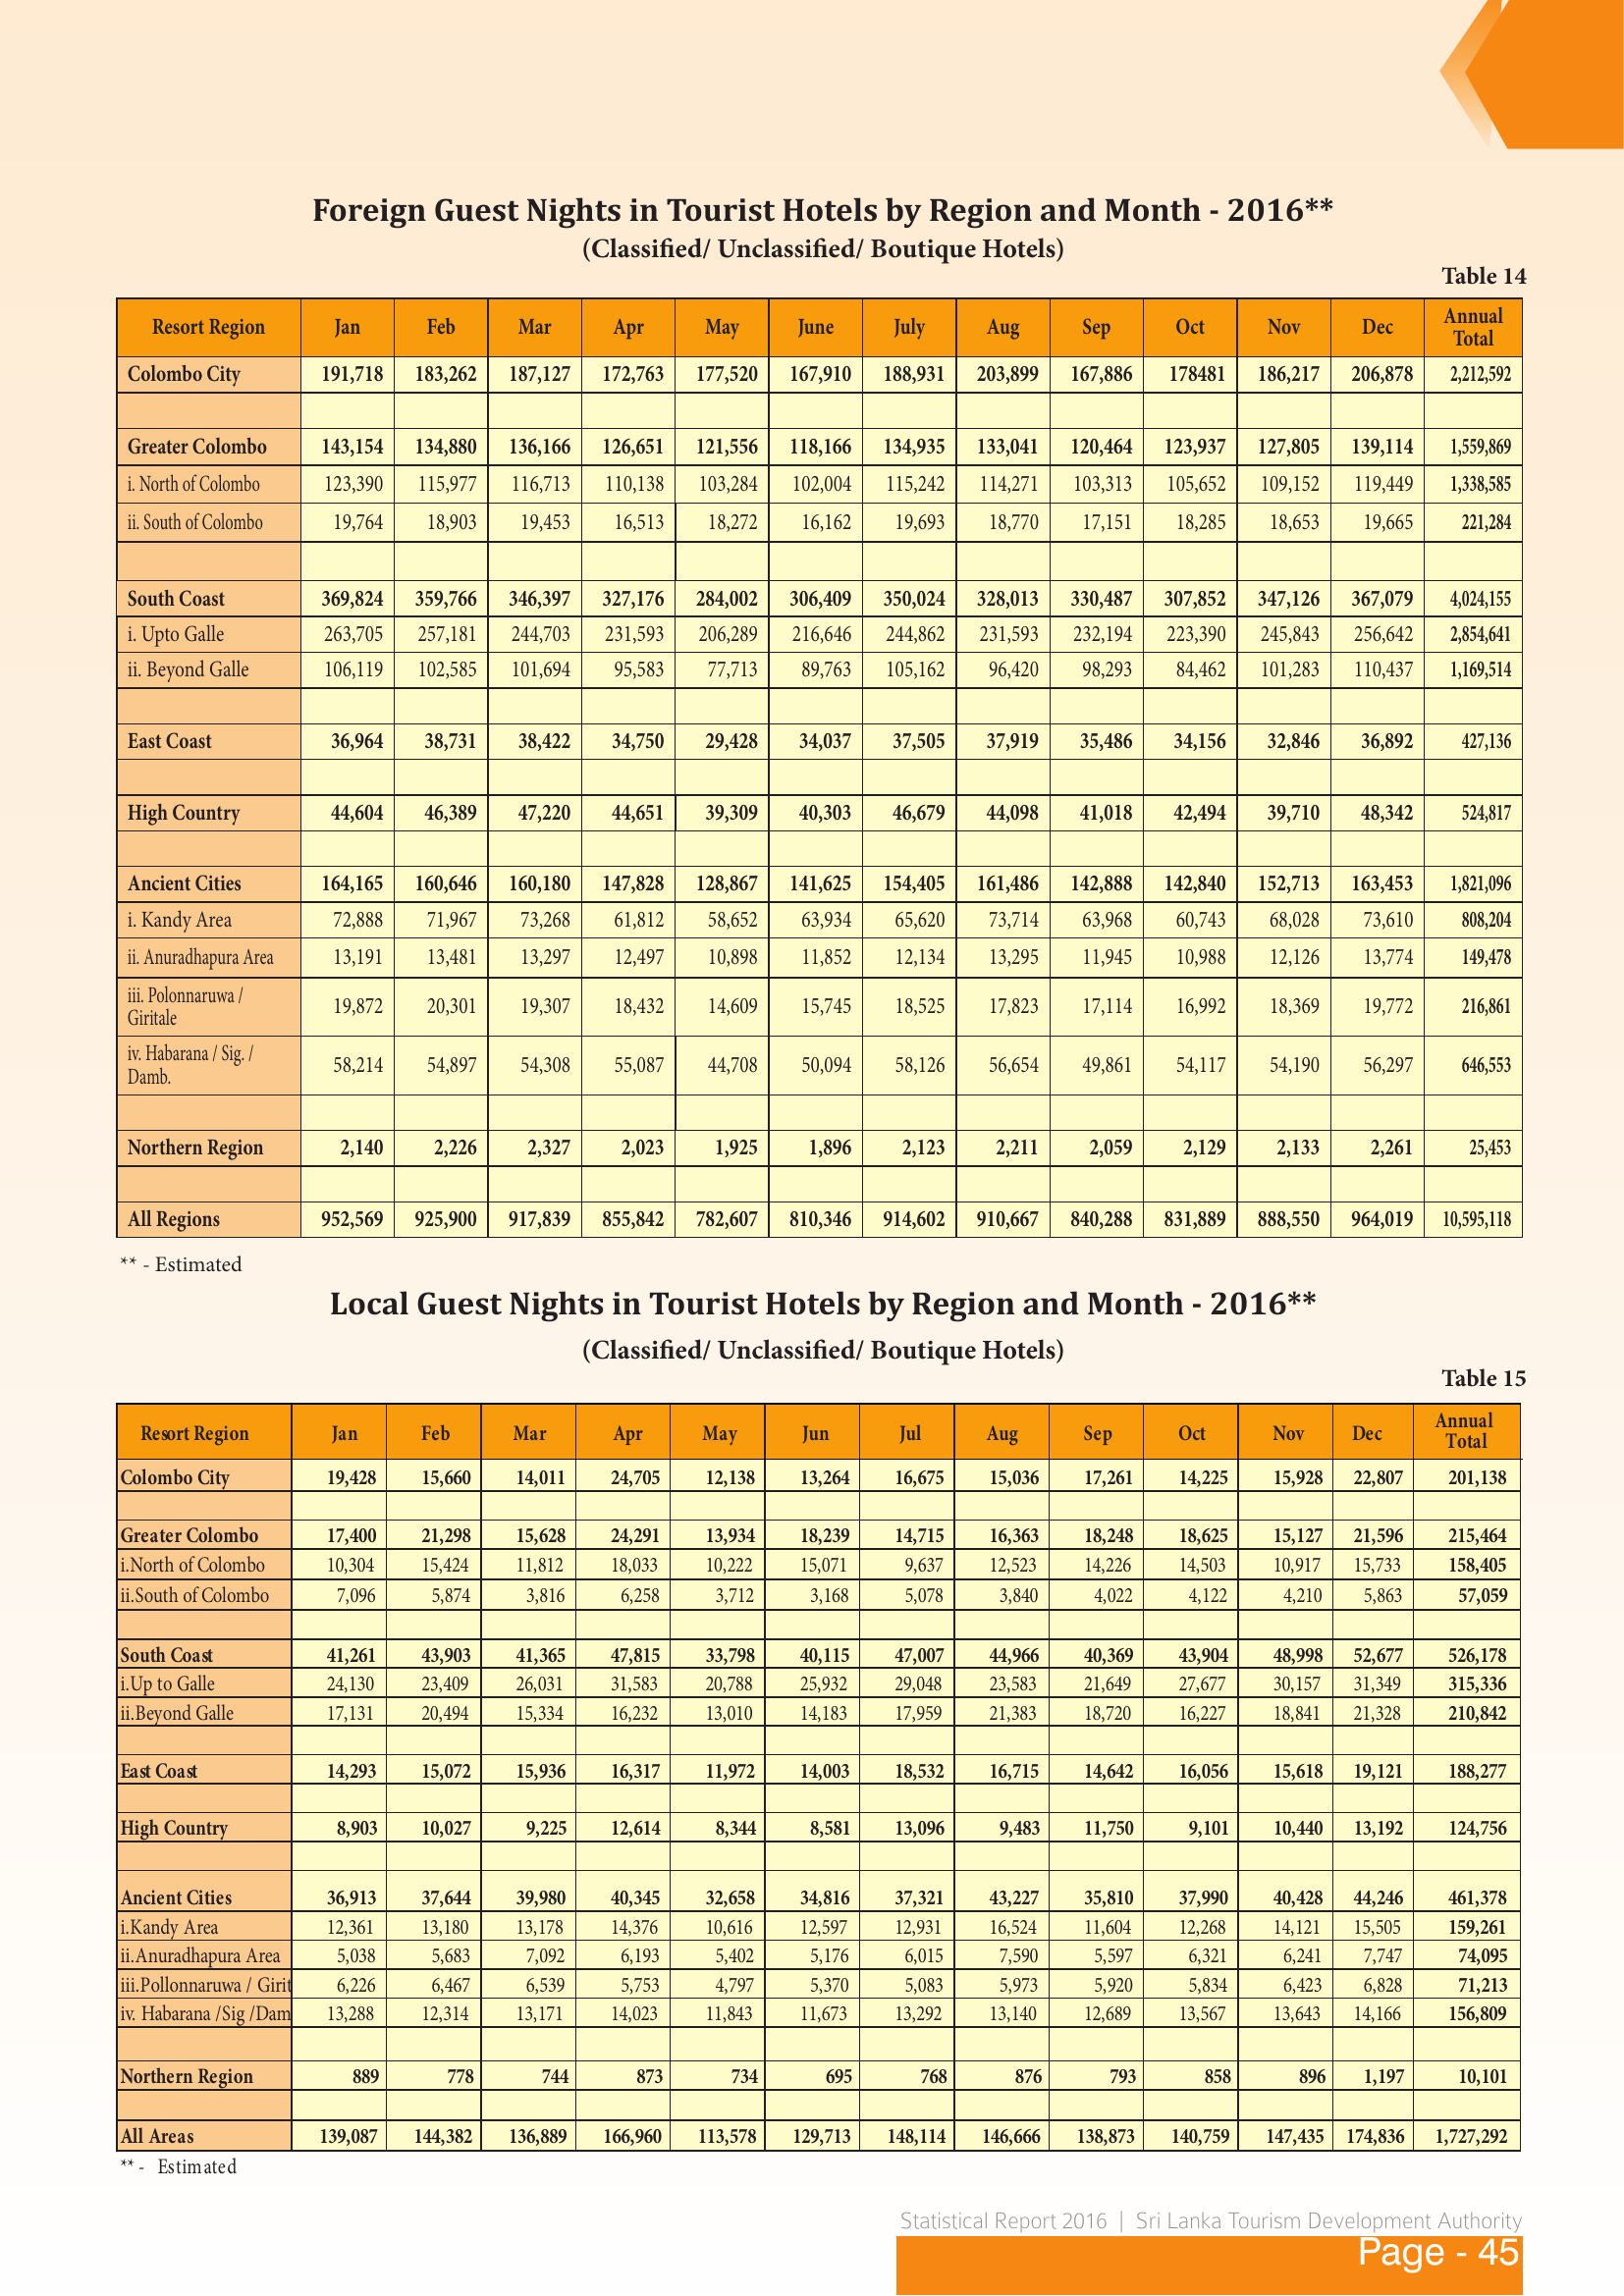 Foreign Guest Nights in Tourist Hotels by Region and Month - 2016**
(Classified/ Unclassified/ Boutique Hotels)
Table 14
Resort Region Jan Feb Mar Apr May June July Aug Sep Oct Nov Dec Annual Total
Colombo City 191,718 183,262 187,127 172,763 177,520 167,910 188,931 203,899 167,886 178481 186,217 206,878 2,212,592
Greater Colombo 143,154 134,880 136,166 126,651 121,556 118,166 134,935 133,041 120,464 123,937 127,805 139,114 1,559,869
i. North of Colombo 123,390 115,977 116,713 110,138 103,284 102,004 115,242 114,271 103,313 105,652 109,152 119,449 1,338,585
ii. South of Colombo 19,764 18,903 19,453 16,513 18,272 16,162 19,693 18,770 17,151 18,285 18,653 19,665 221,284
South Coast 369,824 359,766 346,397 327,176 284,002 306,409 350,024 328,013 330,487 307,852 347,126 367,079 4,024,155
i. Upto Galle 263,705 257,181 244,703 231,593 206,289 216,646 244,862 231,593 232,194 223,390 245,843 256,642 2,854,641
ii. Beyond Galle 106,119 102,585 101,694 95,583 77,713 89,763 105,162 96,420 98,293 84,462 101,283 110,437 1,169,514
East Coast 36,964 38,731 38,422 34,750 29,428 34,037 37,505 37,919 35,486 34,156 32,846 36,892 427,136
High Country 44,604 46,389 47,220 44,651 39,309 40,303 46,679 44,098 41,018 42,494 39,710 48,342 524,817
Ancient Cities 164,165 160,646 160,180 147,828 128,867 141,625 154,405 161,486 142,888 142,840 152,713 163,453 1,821,096
i. Kandy Area 72,888 71,967 73,268 61,812 58,652 63,934 65,620 73,714 63,968 60,743 68,028 73,610 808,204
ii. Anuradhapura Area 13,191 13,481 13,297 12,497 10,898 11,852 12,134 13,295 11,945 10,988 12,126 13,774 149,478
iii. Polonnaruwa /
Giritale 19,872 20,301 19,307 18,432 14,609 15,745 18,525 17,823 17,114 16,992 18,369 19,772 216,861
iv. Habarana / Sig. /
Damb. 58,214 54,897 54,308 55,087 44,708 50,094 58,126 56,654 49,861 54,117 54,190 56,297 646,553
Northern Region 2,140 2,226 2,327 2,023 1,925 1,896 2,123 2,211 2,059 2,129 2,133 2,261 25,453
All Regions 952,569 925,900 917,839 855,842 782,607 810,346 914,602 910,667 840,288 831,889 888,550 964,019 10,595,118
** - Estimated
Local Guest Nights in Tourist Hotels by Region and Month - 2016**
(Classified/ Unclassified/ Boutique Hotels)
Table 15
Resort Region Jan Feb Mar Apr May Jun Jul Aug Sep Oct Nov Dec Annual Total
Colombo City 19,428 15,660 14,011 24,705 12,138 13,264 16,675 15,036 17,261 14,225 15,928 22,807 201,138
Greater Colombo 17,400 21,298 15,628 24,291 13,934 18,239 14,715 16,363 18,248 18,625 15,127 21,596 215,464
i.North of Colombo 10,304 15,424 11,812 18,033 10,222 15,071 9,637 12,523 14,226 14,503 10,917 15,733 158,405
ii.South of Colombo 7,096 5,874 3,816 6,258 3,712 3,168 5,078 3,840 4,022 4,122 4,210 5,863 57,059
South Coast 41,261 43,903 41,365 47,815 33,798 40,115 47,007 44,966 40,369 43,904 48,998 52,677 526,178
i.Up to Galle 24,130 23,409 26,031 31,583 20,788 25,932 29,048 23,583 21,649 27,677 30,157 31,349 315,336
ii.Beyond Galle 17,131 20,494 15,334 16,232 13,010 14,183 17,959 21,383 18,720 16,227 18,841 21,328 210,842
East Coast 14,293 15,072 15,936 16,317 11,972 14,003 18,532 16,715 14,642 16,056 15,618 19,121 188,277
High Country 8,903 10,027 9,225 12,614 8,344 8,581 13,096 9,483 11,750 9,101 10,440 13,192 124,756
Ancient Cities 36,913 37,644 39,980 40,345 32,658 34,816 37,321 43,227 35,810 37,990 40,428 44,246 461,378
i.Kandy Area 12,361 13,180 13,178 14,376 10,616 12,597 12,931 16,524 11,604 12,268 14,121 15,505 159,261
ii.Anuradhapura Area 5,038 5,683 7,092 6,193 5,402 5,176 6,015 7,590 5,597 6,321 6,241 7,747 74,095
iii.Pollonnaruwa / Girit 6,226 6,467 6,539 5,753 4,797 5,370 5,083 5,973 5,920 5,834 6,423 6,828 71,213
iv. Habarana /Sig /Dam 13,288 12,314 13,171 14,023 11,843 11,673 13,292 13,140 12,689 13,567 13,643 14,166 156,809
Northern Region 889 778 744 873 734 695 768 876 793 858 896 1,197 10,101
All Areas 139,087 144,382 136,889 166,960 113,578 129,713 148,114 146,666 138,873 140,759 147,435 174,836 1,727,292
** - Estimated
Statistical Report 2016 | Sri Lanka Tourism Development Authority
Page - 45